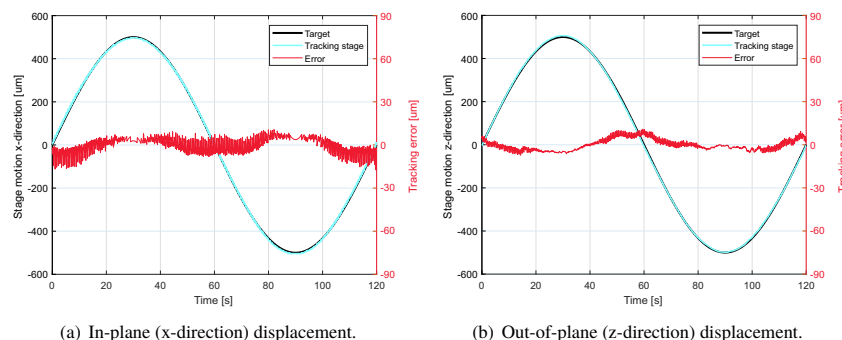 600
400
200
0
-200
-400
-600
Stage motion x-direction [um]
Target
Tracking stage
Error
90
60
30
0
-30
-60
-90
Tracking error [um]
0 20 40 60 80 100 120
Time [s]
(a) In-plane (x-direction) displacement.
600
400
200
0
-200
-400
-600
Stage motion z-direction [um]
Target
Tracking stage
Error
90
60
30
0
-30
-60
-90
Tracking error [um]
0 20 40 60 80 100 120
Time [s]
(b) Out-of-plane (z-direction) displacement.